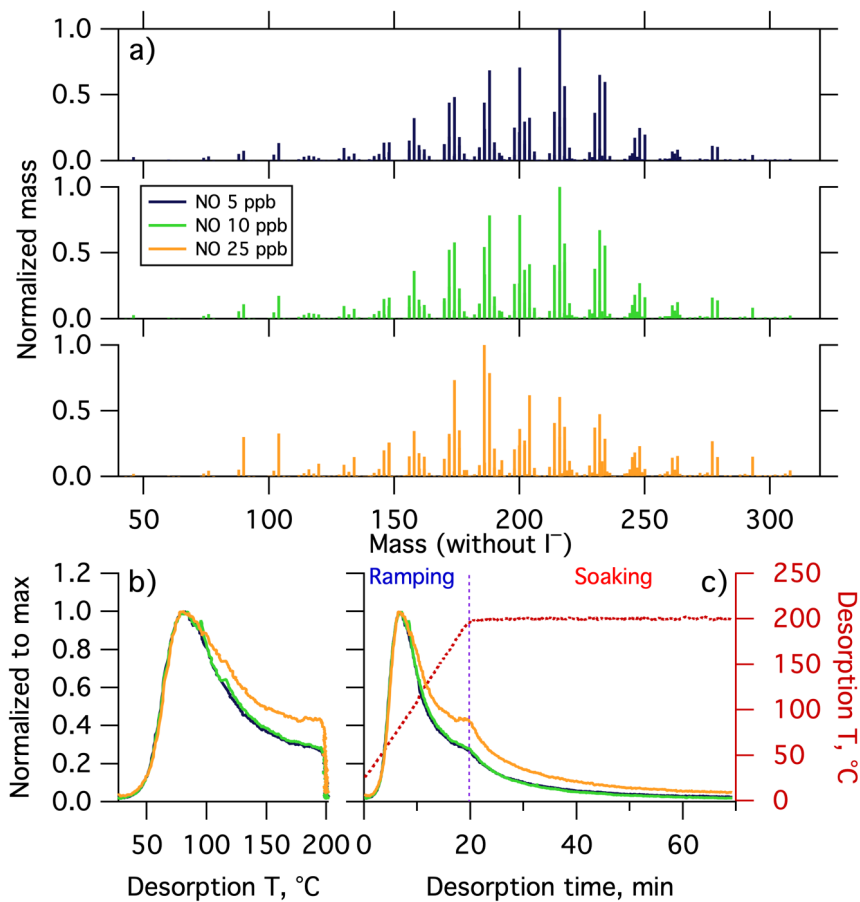 a)
1.0
0.5
0.0
Normalized mass
1.0
0.5
0.0
NO 5 ppb
NO 10 ppb
NO 25 ppb
1.0
0.5
0.0
50 100 150 200 250 300
Mass (without I⁻)
b)
Normalized to max
1.2
1.0
0.8
0.6
0.4
0.2
0.0
50 100 150 200
Desorption T, °C
Ramping
Soaking
c)
250
200
150
100
50
0
Desorption T, °C
0 20 40 60
Desorption time, min